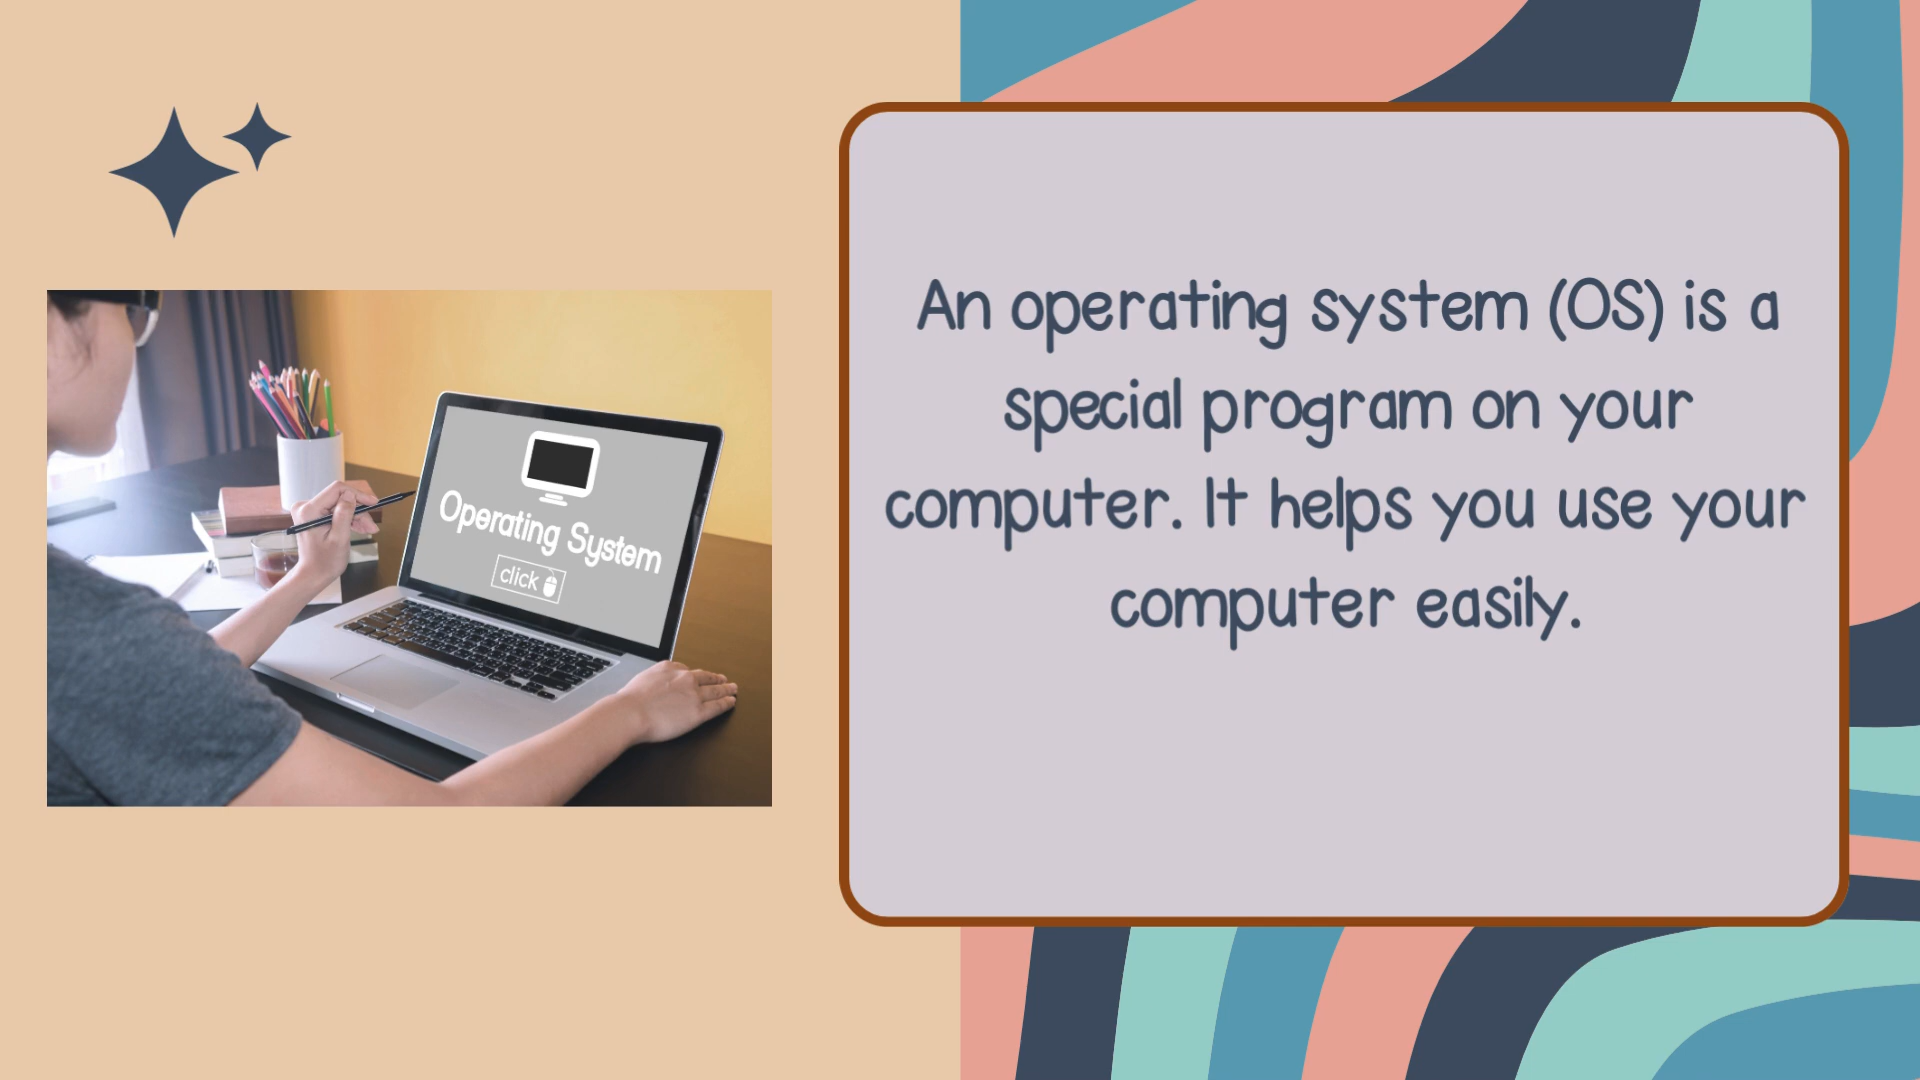 Operating System
click
An operating system (OS) is a
special program on your
computer. It helps you use your
computer easily.